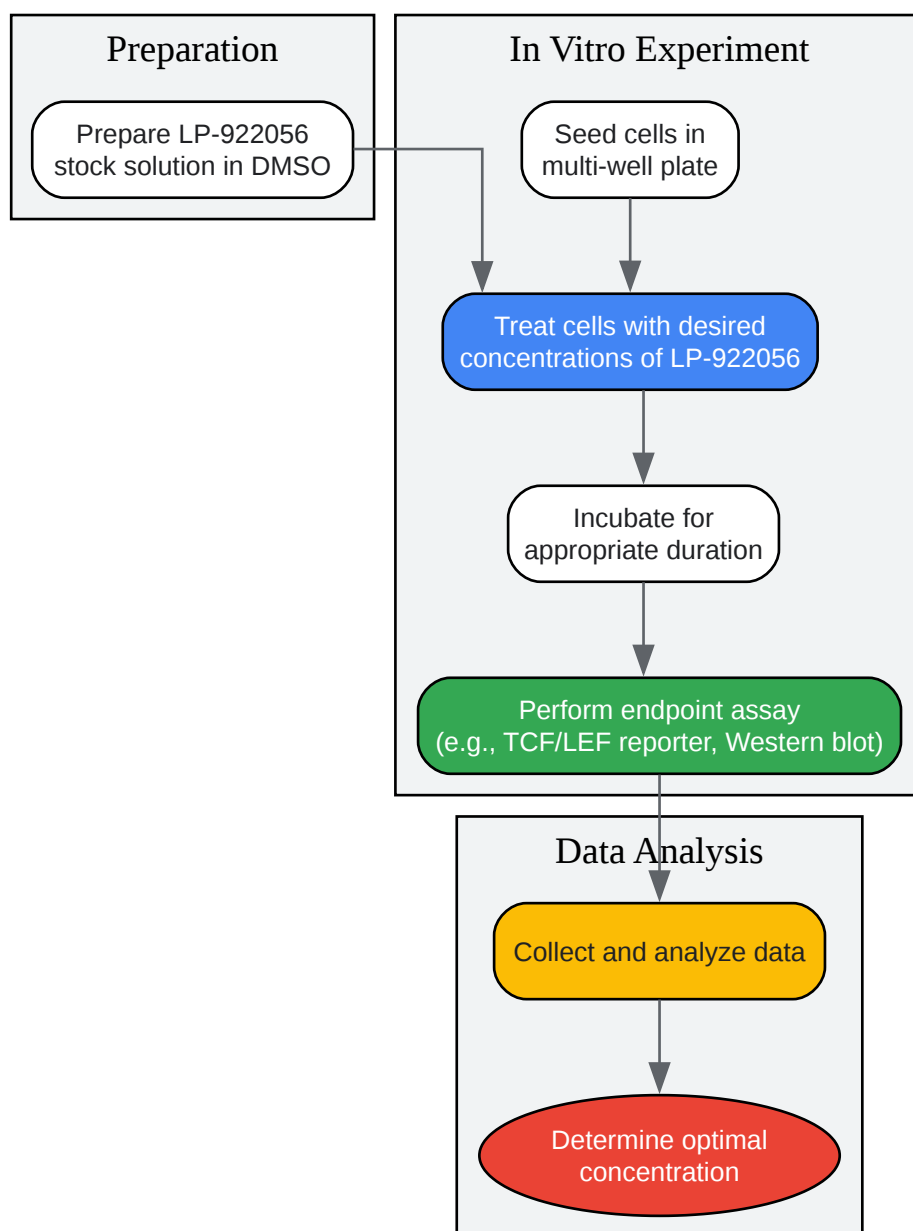 Preparation
Prepare LP-922056
stock solution in DMSO
In Vitro Experiment
Seed cells in
multi-well plate
Treat cells with desired
concentrations of LP-922056
Incubate for
appropriate duration
Perform endpoint assay
(e.g., TCF/LEF reporter, Western blot)
Data Analysis
Collect and analyze data
Determine optimal
concentration